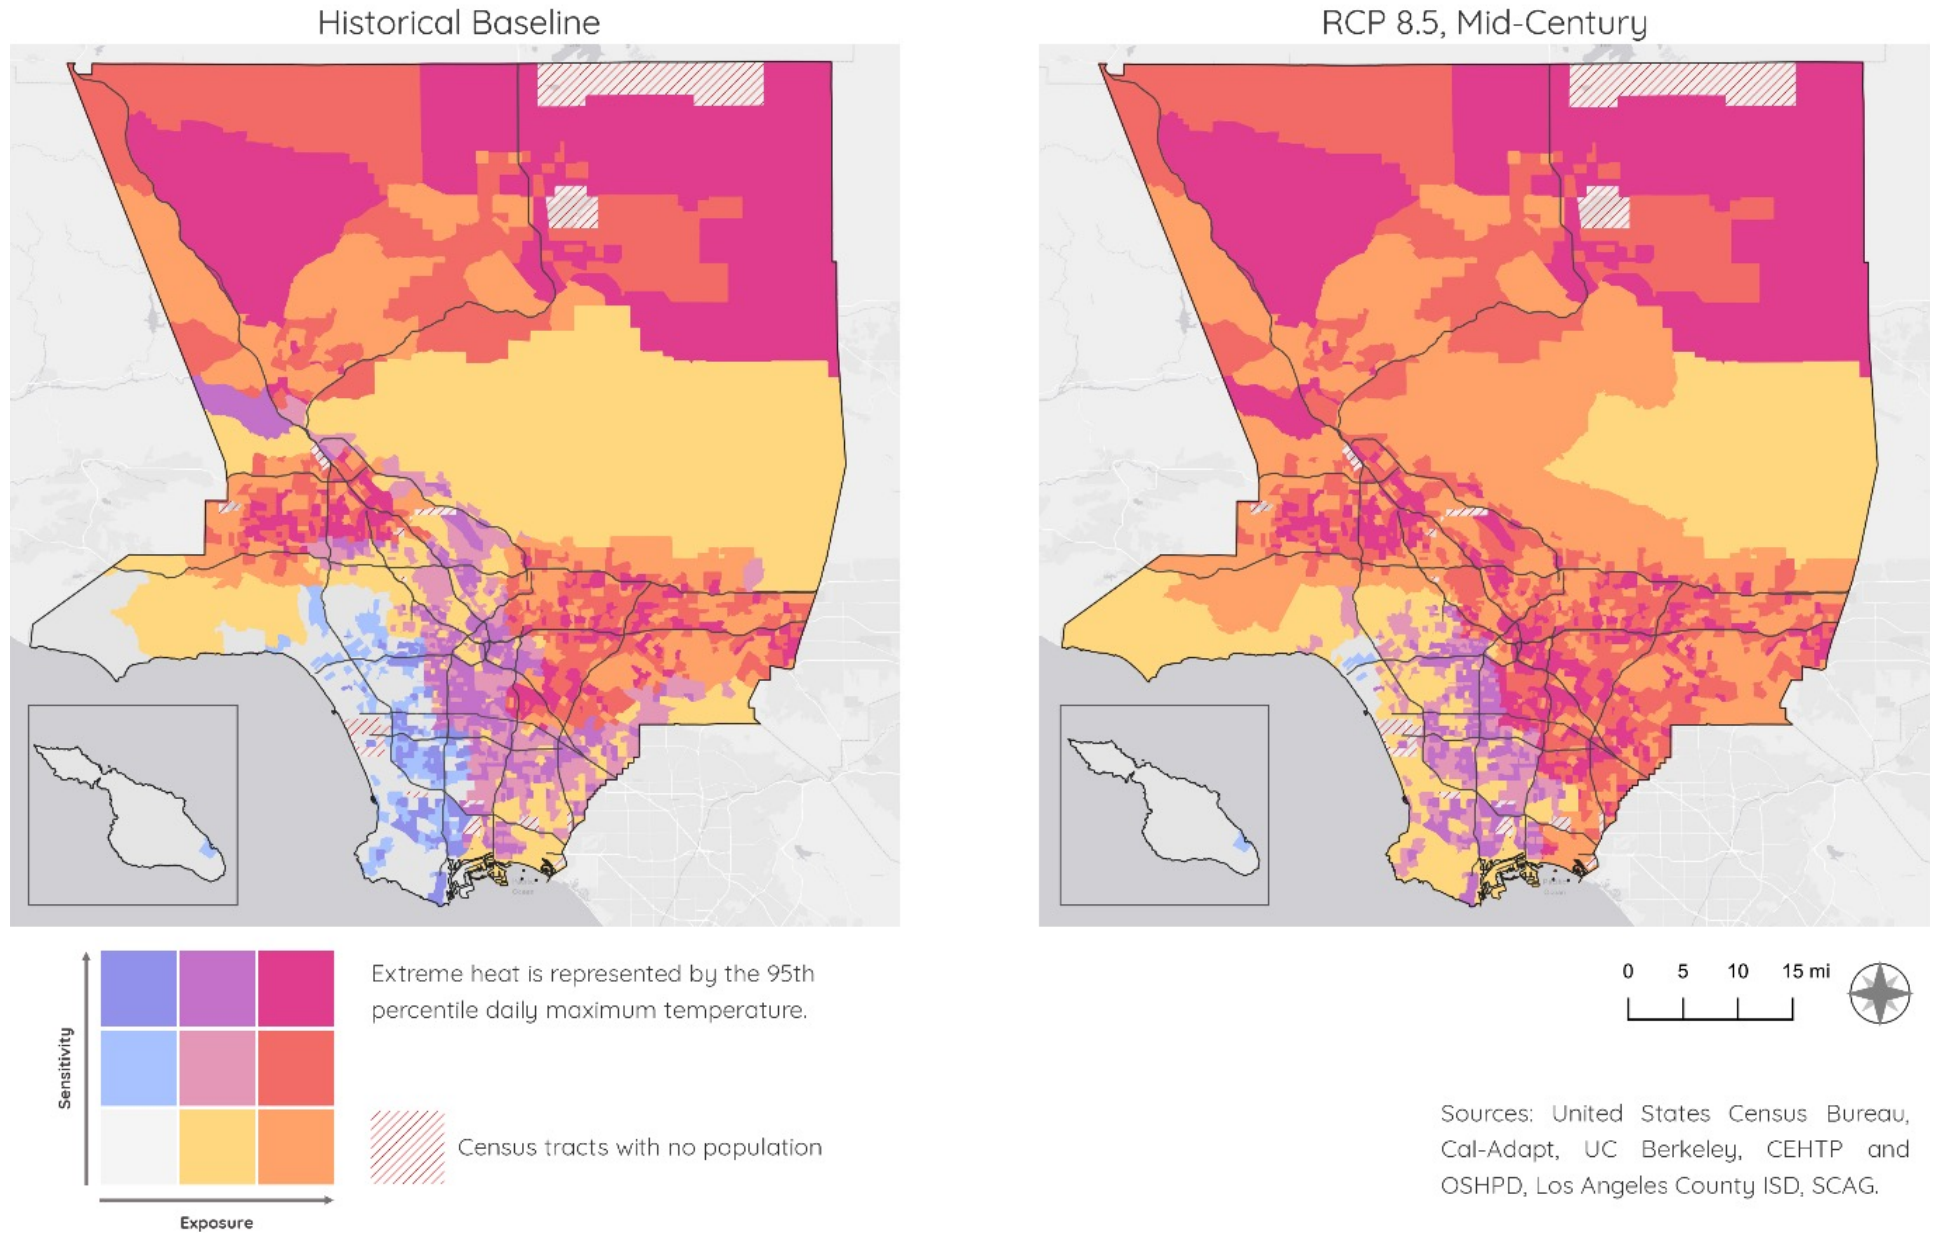 Historical Baseline
RCP 8.5, Mid-Century
Extreme heat is represented by the 95th
percentile daily maximum temperature.
Sensitivity
Census tracts with no population
Exposure
0 5 10 15 mi
Sources: United States Census Bureau,
Cal-Adapt, UC Berkeley, CEHTP and
OSHPD, Los Angeles County ISD, SCAG.